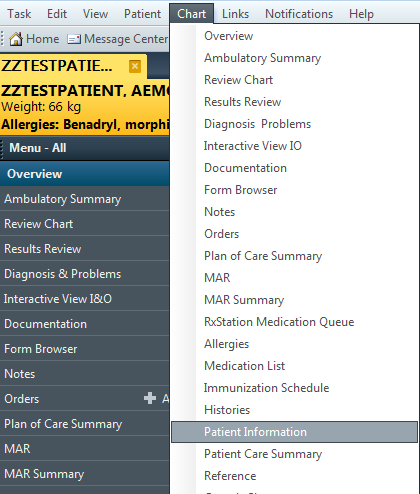 Task Edit View Patient Chart Links Notifications Help
Home Message Center
ZZTESTPATIE...
ZZTESTPATIENT, AEMO
Weight: 66 kg
Allergies: Benadryl, morphi
Menu - All
Overview
Ambulatory Summary
Review Chart
Results Review
Diagnosis & Problems
Interactive View I&O
Documentation
Form Browser
Notes
Orders
Plan of Care Summary
MAR
MAR Summary
Overview
Ambulatory Summary
Review Chart
Results Review
Diagnosis Problems
Interactive View IO
Documentation
Form Browser
Notes
Orders
Plan of Care Summary
MAR
MAR Summary
RxStation Medication Queue
Allergies
Medication List
Immunization Schedule
Histories
Patient Information
Patient Care Summary
Reference